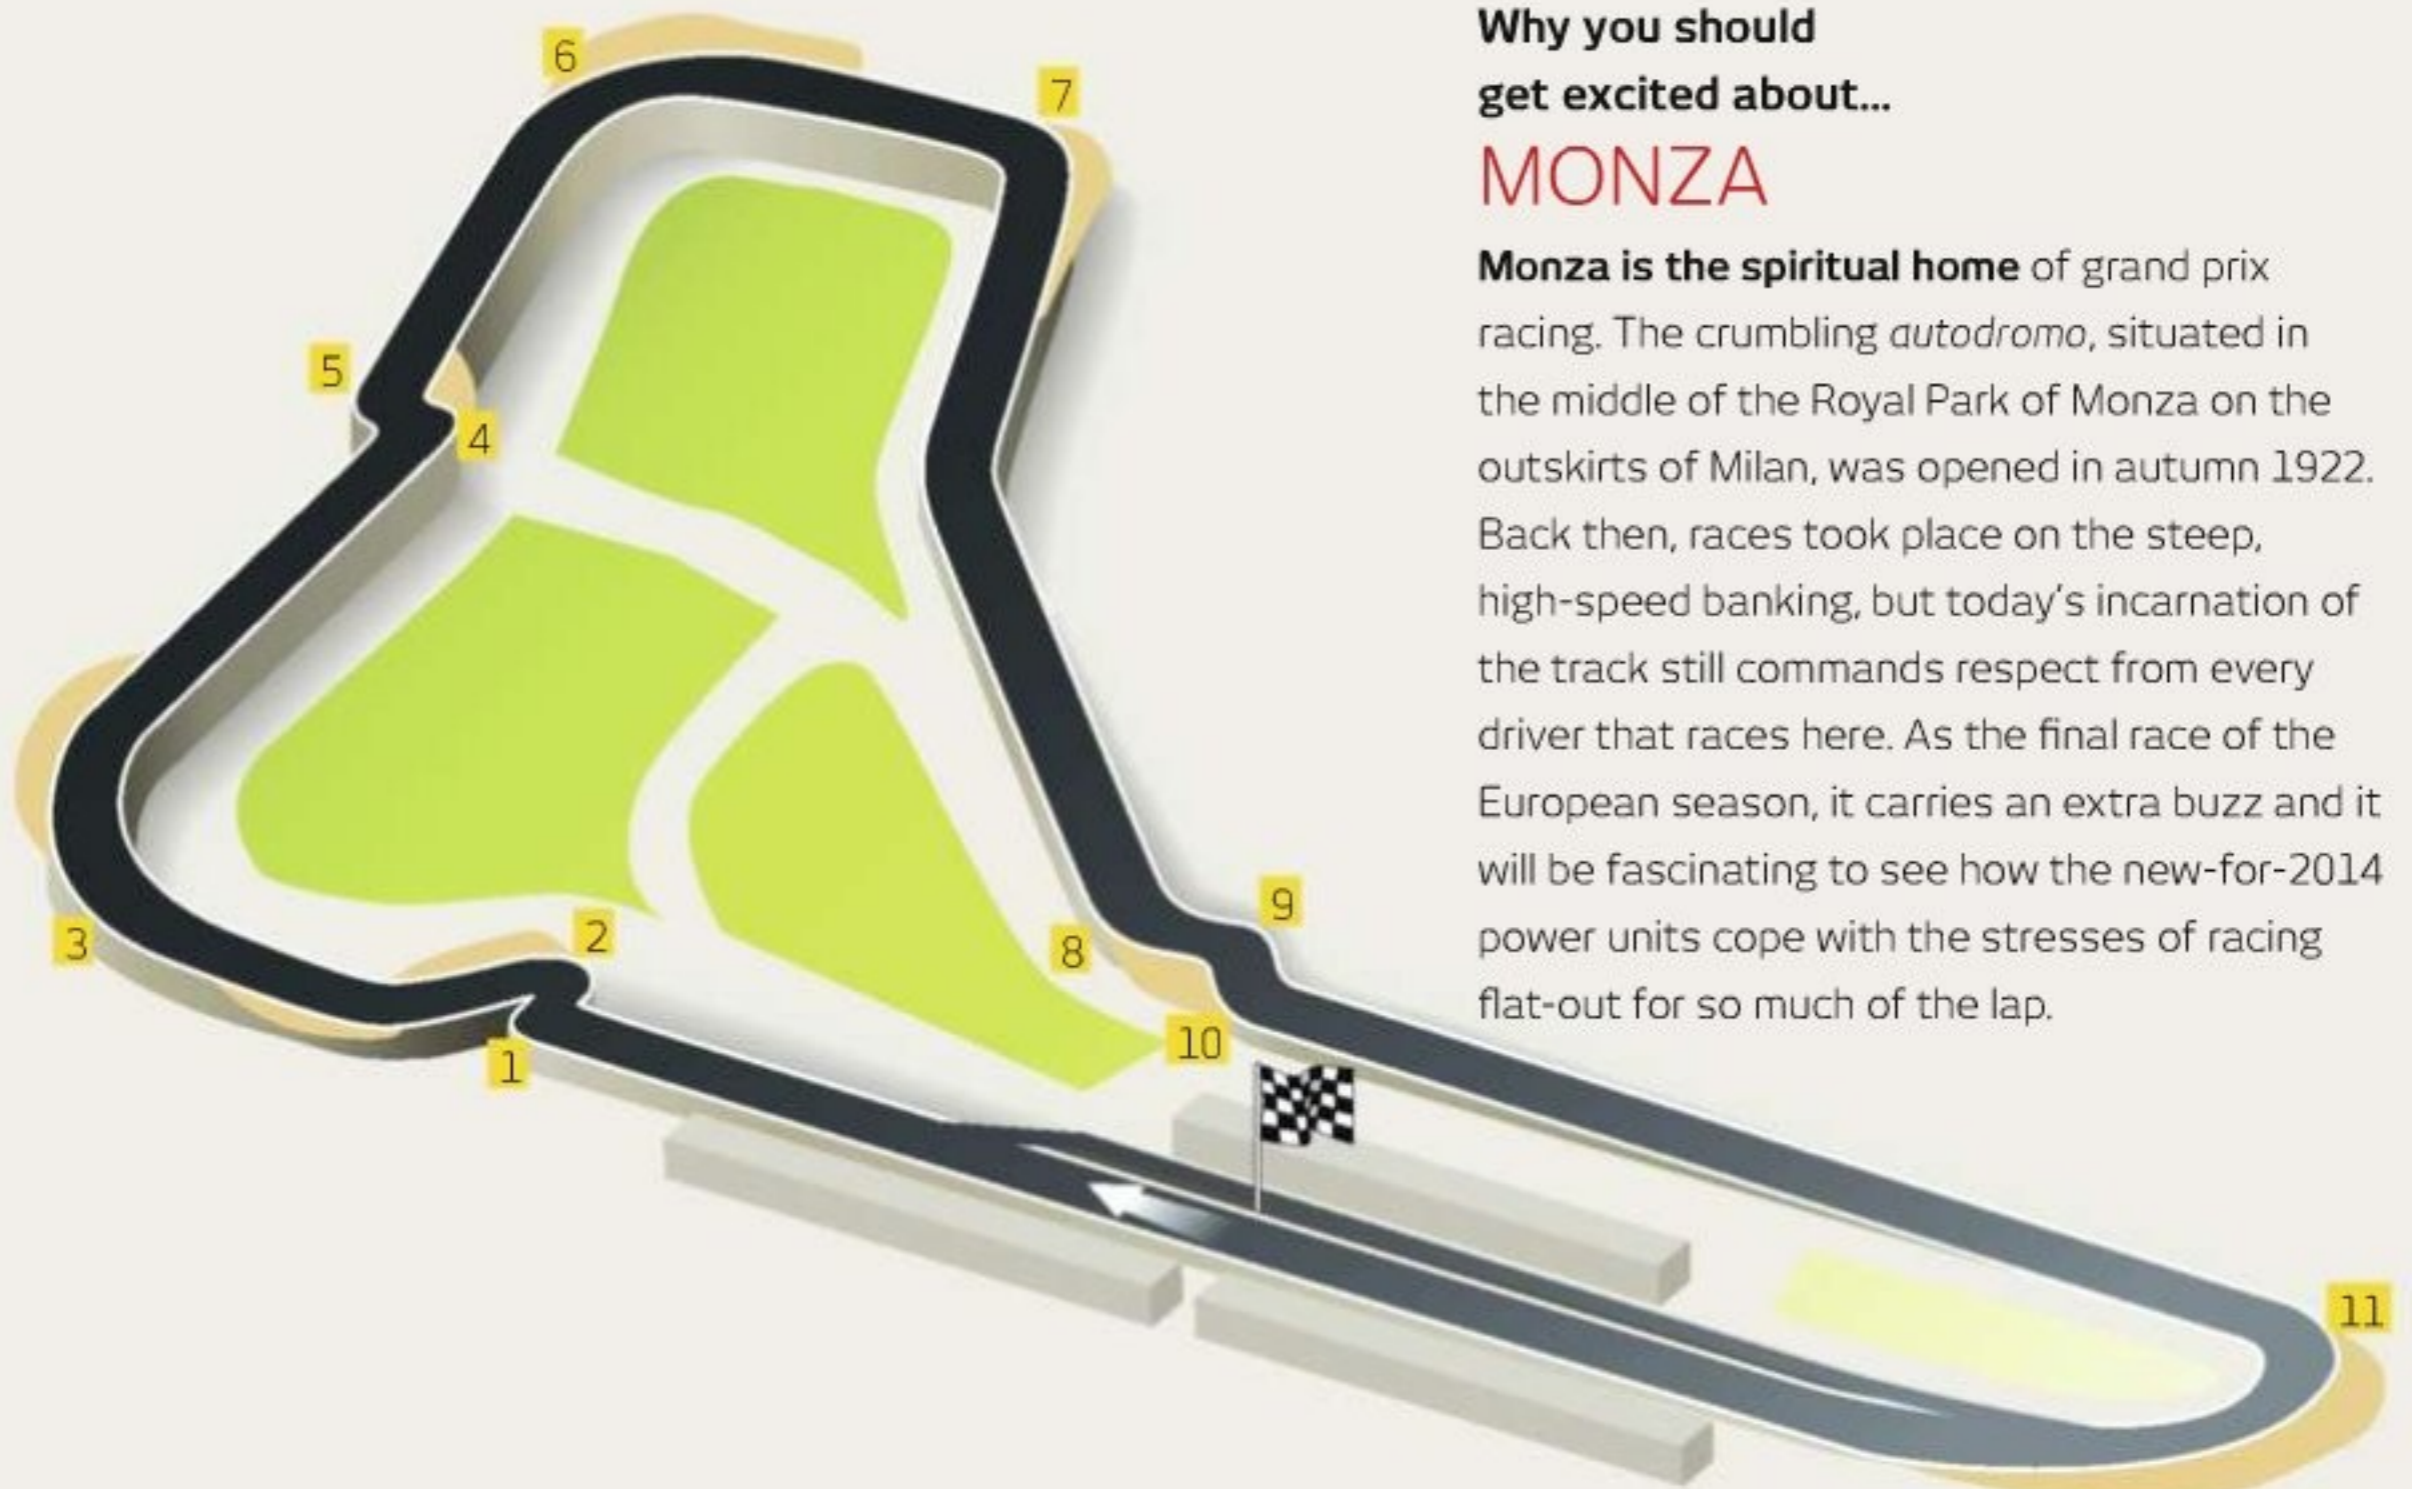 6
7
5
4
3
2
1
8
9
10
11
Why you should
get excited about...
MONZA
Monza is the spiritual home of grand prix
racing. The crumbling autodromo, situated in
the middle of the Royal Park of Monza on the
outskirts of Milan, was opened in autumn 1922.
Back then, races took place on the steep,
high-speed banking, but today's incarnation of
the track still commands respect from every
driver that races here. As the final race of the
European season, it carries an extra buzz and it
will be fascinating to see how the new-for-2014
power units cope with the stresses of racing
flat-out for so much of the lap.